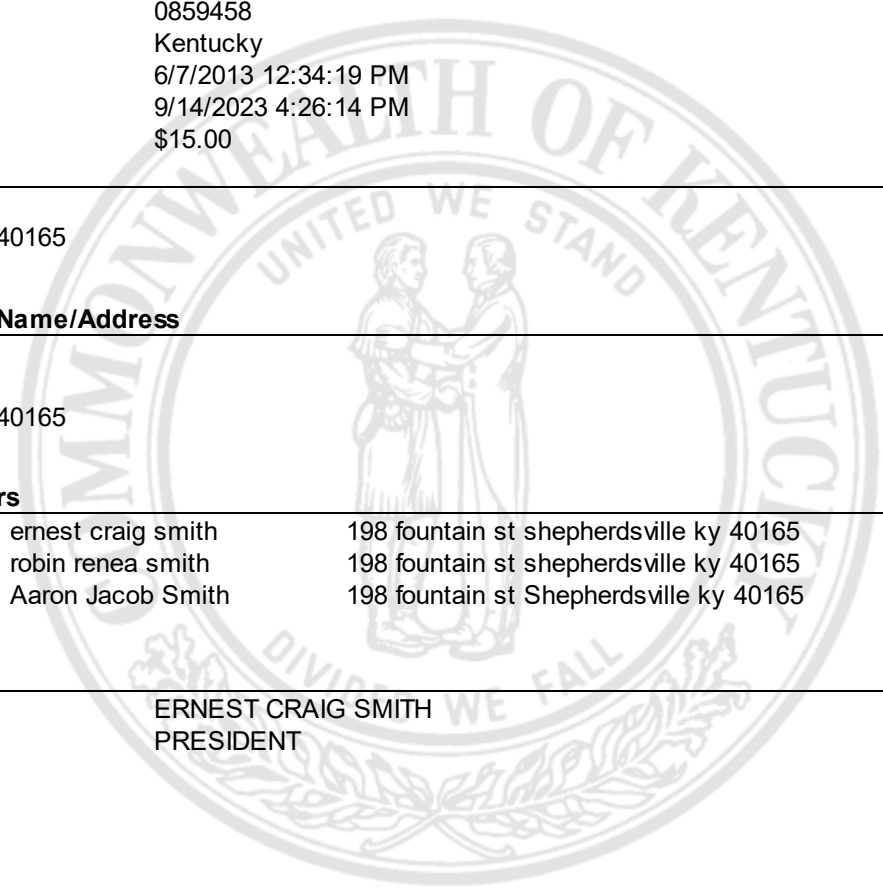 0859458
Kentucky
6/7/2013 12:34:19 PM
9/14/2023 4:26:14 PM
$15.00
40165
Name/Address
40165
rs
ernest craig smith 198 fountain st shepherdsville ky 40165
robin renea smith 198 fountain st shepherdsville ky 40165
Aaron Jacob Smith 198 fountain st Shepherdsville ky 40165
ERNEST CRAIG SMITH
PRESIDENT
COMMONWEALTH OF KENTUCKY
UNITED WE STAND
DIVIDED WE FALL